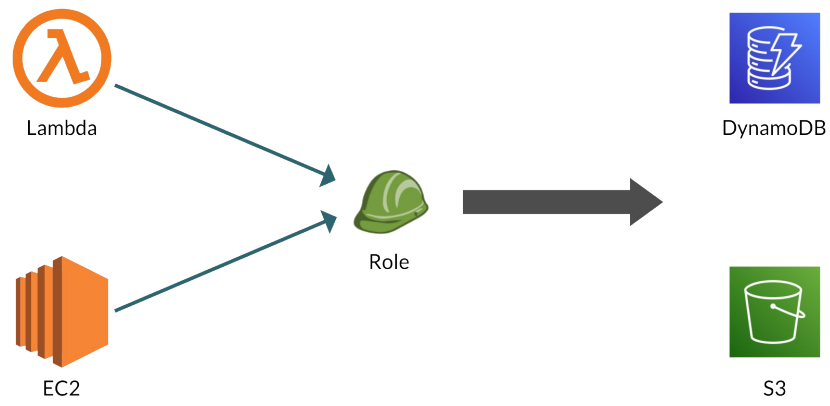 Lambda
DynamoDB
Role
EC2
S3